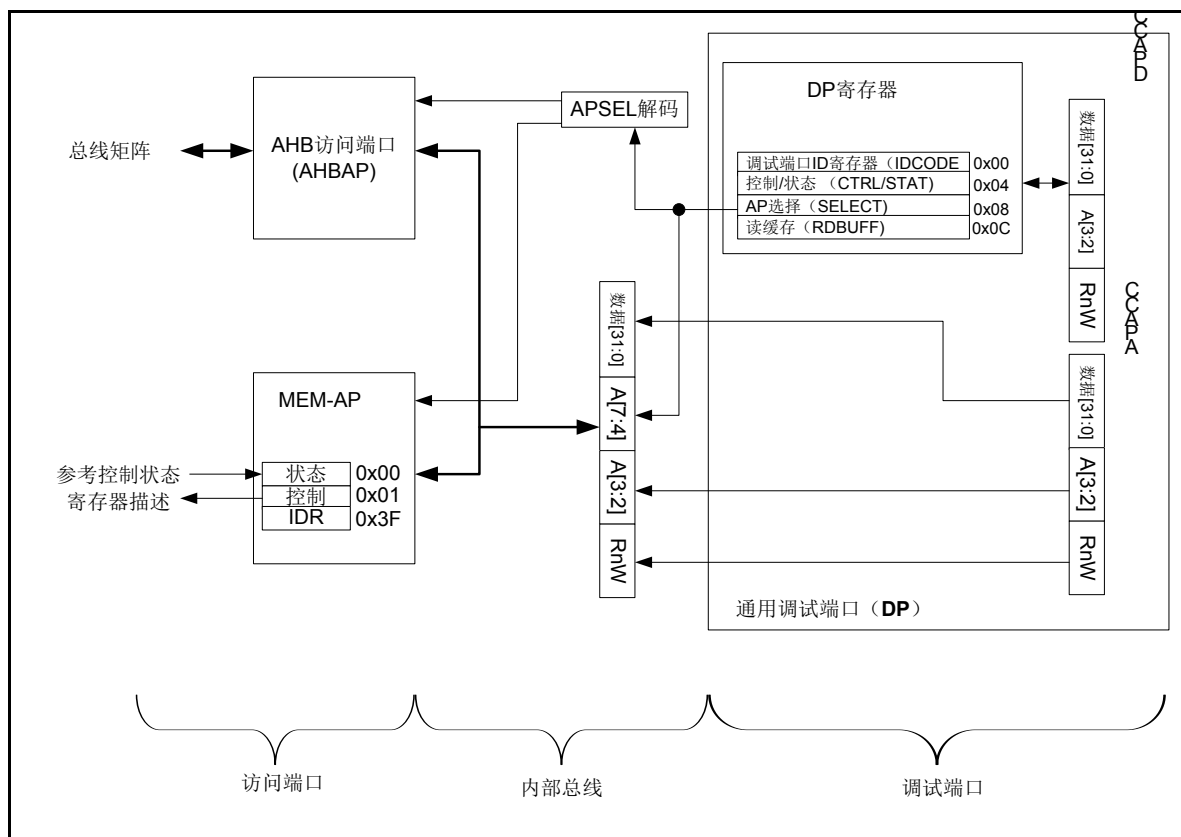 总线矩阵
AHB访问端口
(AHBAP)
APSEL解码
DP寄存器
调试端口ID寄存器（IDCODE 0x00
控制/状态 （CTRL/STAT) 0x04
AP选择（SELECT) 0x08
读缓存（RDBUFF) 0x0C
数据[31:0]
A[3:2]
RnW
MEM-AP
参考控制状态
寄存器描述
状态 0x00
控制 0x01
IDR 0x3F
数据[31:0]
A[7:4]
A[3:2]
RnW
数据[31:0]
A[3:2]
RnW
通用调试端口（DP）
访问端口
内部总线
调试端口